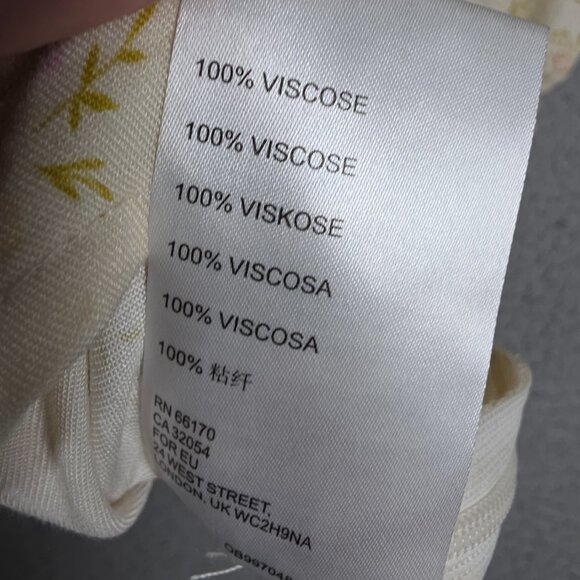 100% VISCOSE
100% VISCOSE
100% VISKOSE
100% VISCOSA
100% VISCOSA
100% 粘纤
RN 66170
CA 32054
FOR EU
24 WEST STREET,
LONDON. UK WC2H9NA